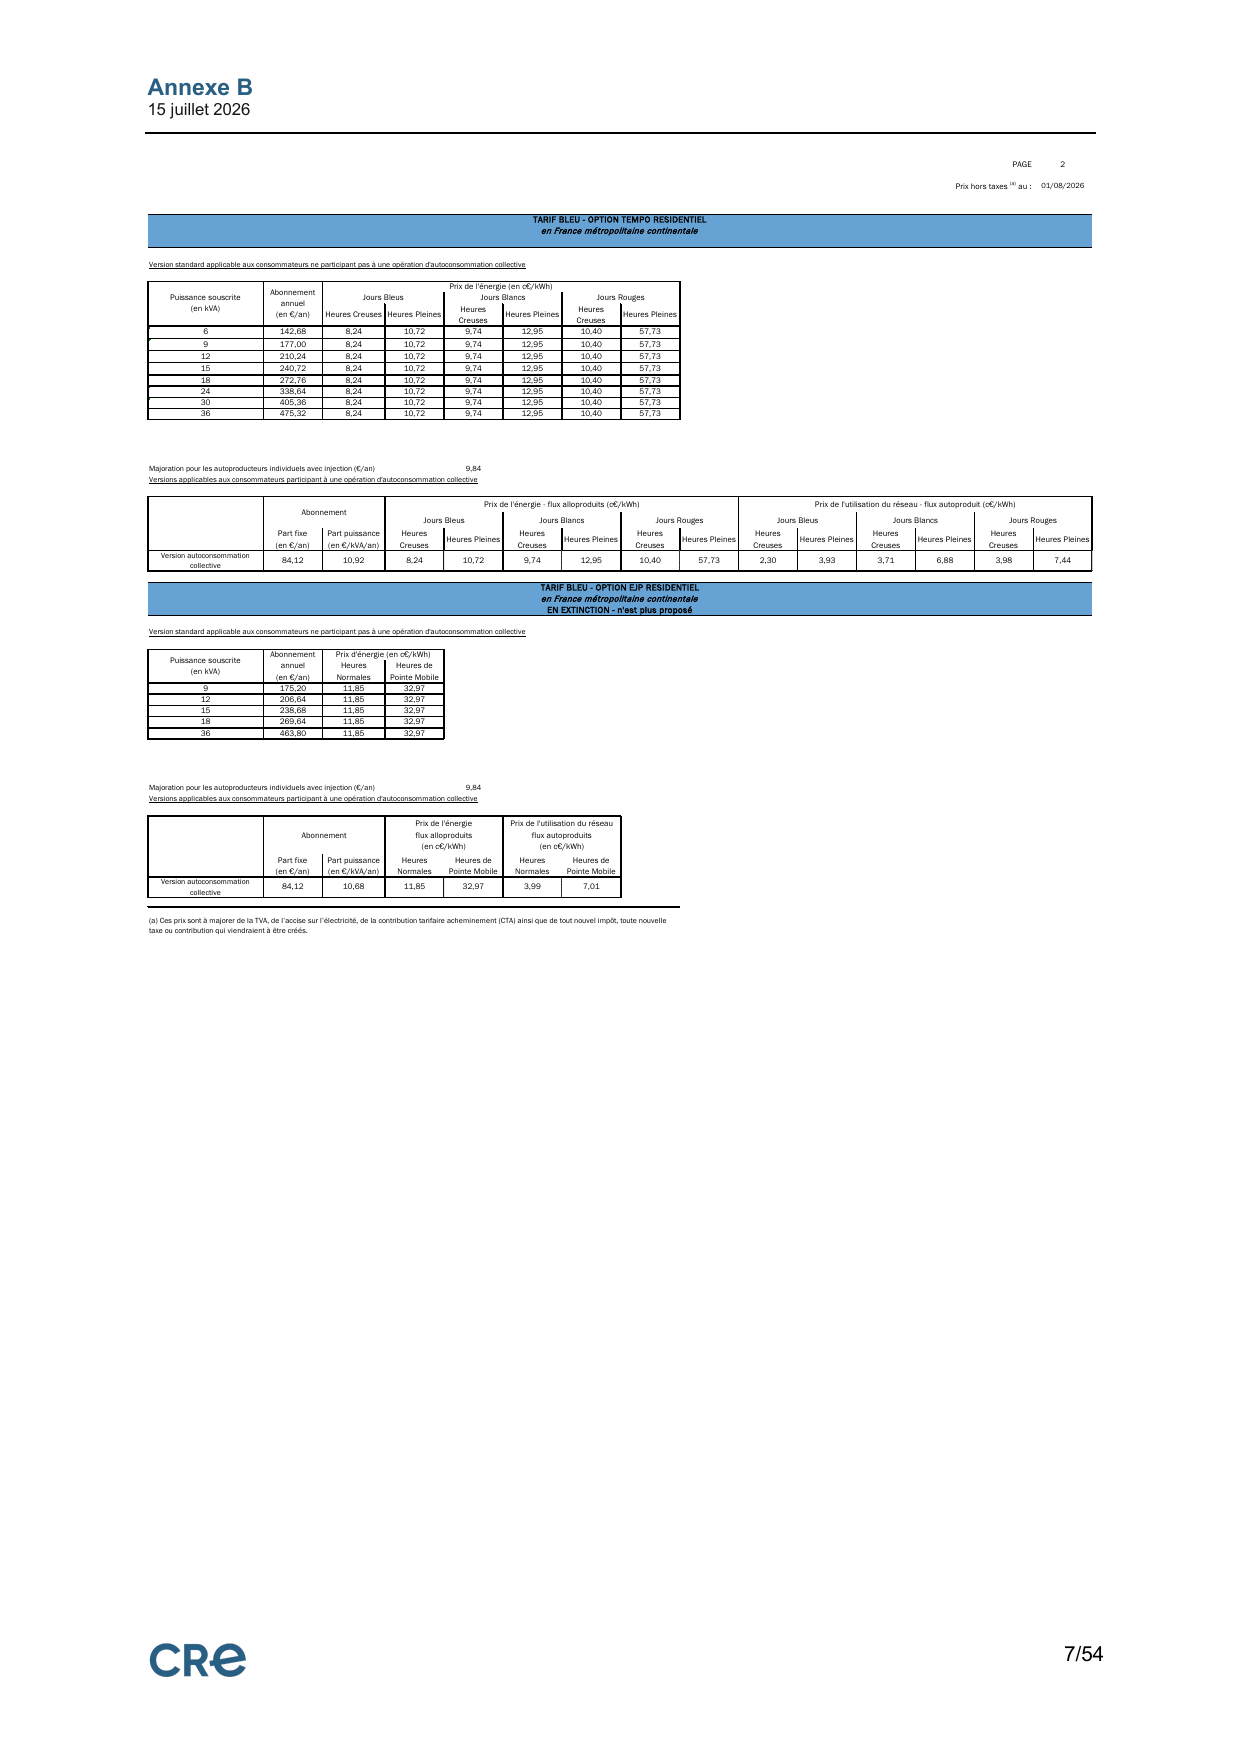 Annexe B
15 juillet 2026
PAGE 2
Prix hors taxes (a) au : 01/08/2026
TARIF BLEU - OPTION TEMPO RESIDENTIEL
en France métropolitaine continentale
Version standard applicable aux consommateurs ne participant pas à une opération d'autoconsommation collective
Puissance souscrite (en kVA) Abonnement annuel (en €/an) Prix de l'énergie (en c€/kWh)
Jours Bleus Jours Blancs Jours Rouges
Heures Creuses Heures Pleines Heures Creuses Heures Pleines Heures Creuses Heures Pleines
6 142,68 8,24 10,72 9,74 12,95 10,40 57,73
9 177,00 8,24 10,72 9,74 12,95 10,40 57,73
12 210,24 8,24 10,72 9,74 12,95 10,40 57,73
15 240,72 8,24 10,72 9,74 12,95 10,40 57,73
18 272,76 8,24 10,72 9,74 12,95 10,40 57,73
24 338,64 8,24 10,72 9,74 12,95 10,40 57,73
30 405,36 8,24 10,72 9,74 12,95 10,40 57,73
36 475,32 8,24 10,72 9,74 12,95 10,40 57,73
Majoration pour les autoproducteurs individuels avec injection (€/an) 9,84
Versions applicables aux consommateurs participant à une opération d'autoconsommation collective
Abonnement Prix de l'énergie - flux alloproduits (c€/kWh) Prix de l'utilisation du réseau - flux autoproduit (c€/kWh)
Jours Bleus Jours Blancs Jours Rouges Jours Bleus Jours Blancs Jours Rouges
Part fixe (en €/an) Part puissance (en €/kVA/an) Heures Creuses Heures Pleines Heures Creuses Heures Pleines Heures Creuses Heures Pleines Heures Creuses Heures Pleines Heures Creuses Heures Pleines Heures Creuses Heures Pleines
Version autoconsommation collective 84,12 10,92 8,24 10,72 9,74 12,95 10,40 57,73 2,30 3,93 3,71 6,88 3,98 7,44
TARIF BLEU - OPTION EJP RESIDENTIEL
en France métropolitaine continentale
EN EXTINCTION - n'est plus proposé
Version standard applicable aux consommateurs ne participant pas à une opération d'autoconsommation collective
Puissance souscrite (en kVA) Abonnement annuel (en €/an) Prix d'énergie (en c€/kWh)
Heures Normales Heures de Pointe Mobile
9 175,20 11,85 32,97
12 206,64 11,85 32,97
15 238,68 11,85 32,97
18 269,64 11,85 32,97
36 463,80 11,85 32,97
Majoration pour les autoproducteurs individuels avec injection (€/an) 9,84
Versions applicables aux consommateurs participant à une opération d'autoconsommation collective
Abonnement Prix de l'énergie flux alloproduits (en c€/kWh) Prix de l'utilisation du réseau flux autoproduits (en c€/kWh)
Part fixe (en €/an) Part puissance (en €/kVA/an) Heures Normales Heures de Pointe Mobile Heures Normales Heures de Pointe Mobile
Version autoconsommation collective 84,12 10,68 11,85 32,97 3,99 7,01
(a) Ces prix sont à majorer de la TVA, de l'accise sur l'électricité, de la contribution tarifaire acheminement (CTA) ainsi que de tout nouvel impôt, toute nouvelle
taxe ou contribution qui viendraient à être créés.
CRe
7/54